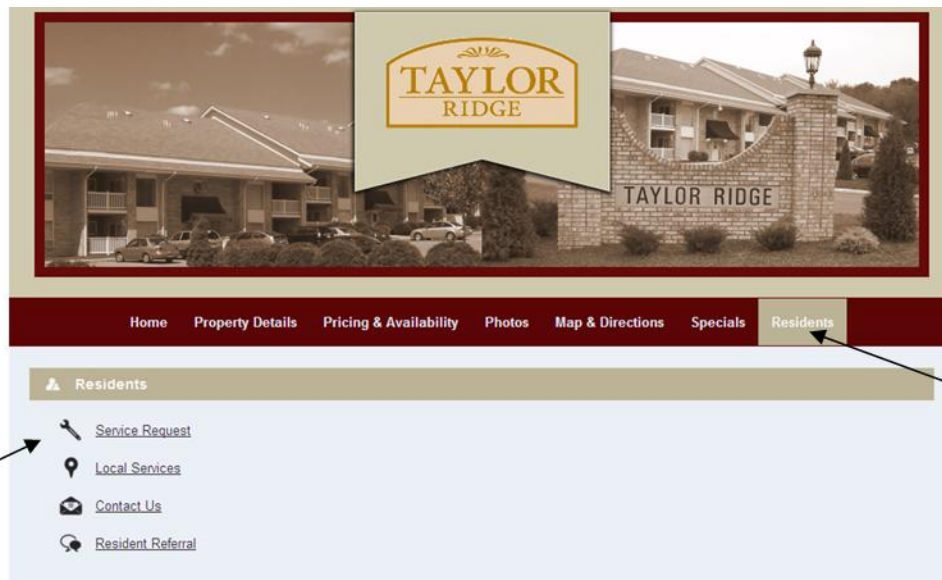 TAYLOR
RIDGE
TAYLOR RIDGE
Home Property Details Pricing & Availability Photos Map & Directions Specials Residents
Residents
Service Request
Local Services
Contact Us
Resident Referral